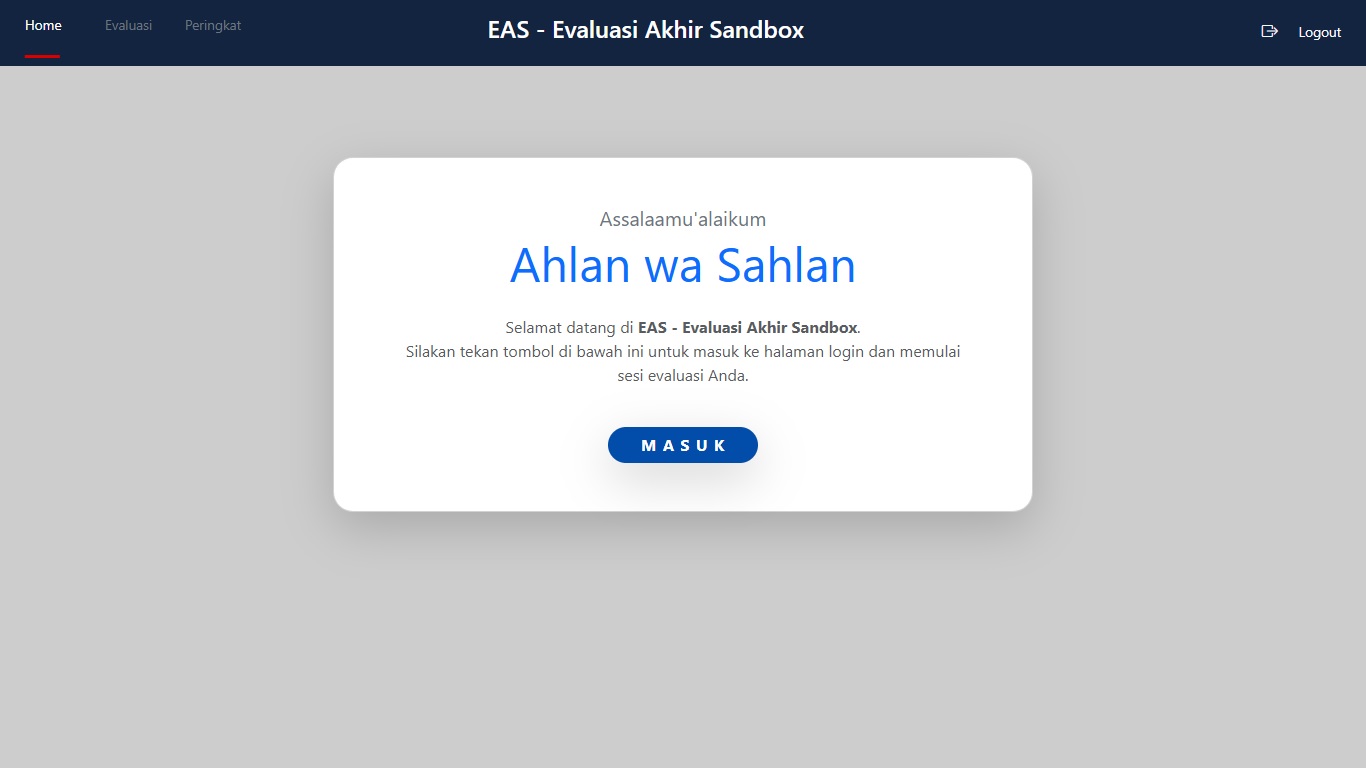 Home Evaluasi Peringkat EAS - Evaluasi Akhir Sandbox Logout
Assalaamu'alaikum
Ahlan wa Sahlan
Selamat datang di EAS - Evaluasi Akhir Sandbox.
Silakan tekan tombol di bawah ini untuk masuk ke halaman login dan memulai
sesi evaluasi Anda.
MASUK